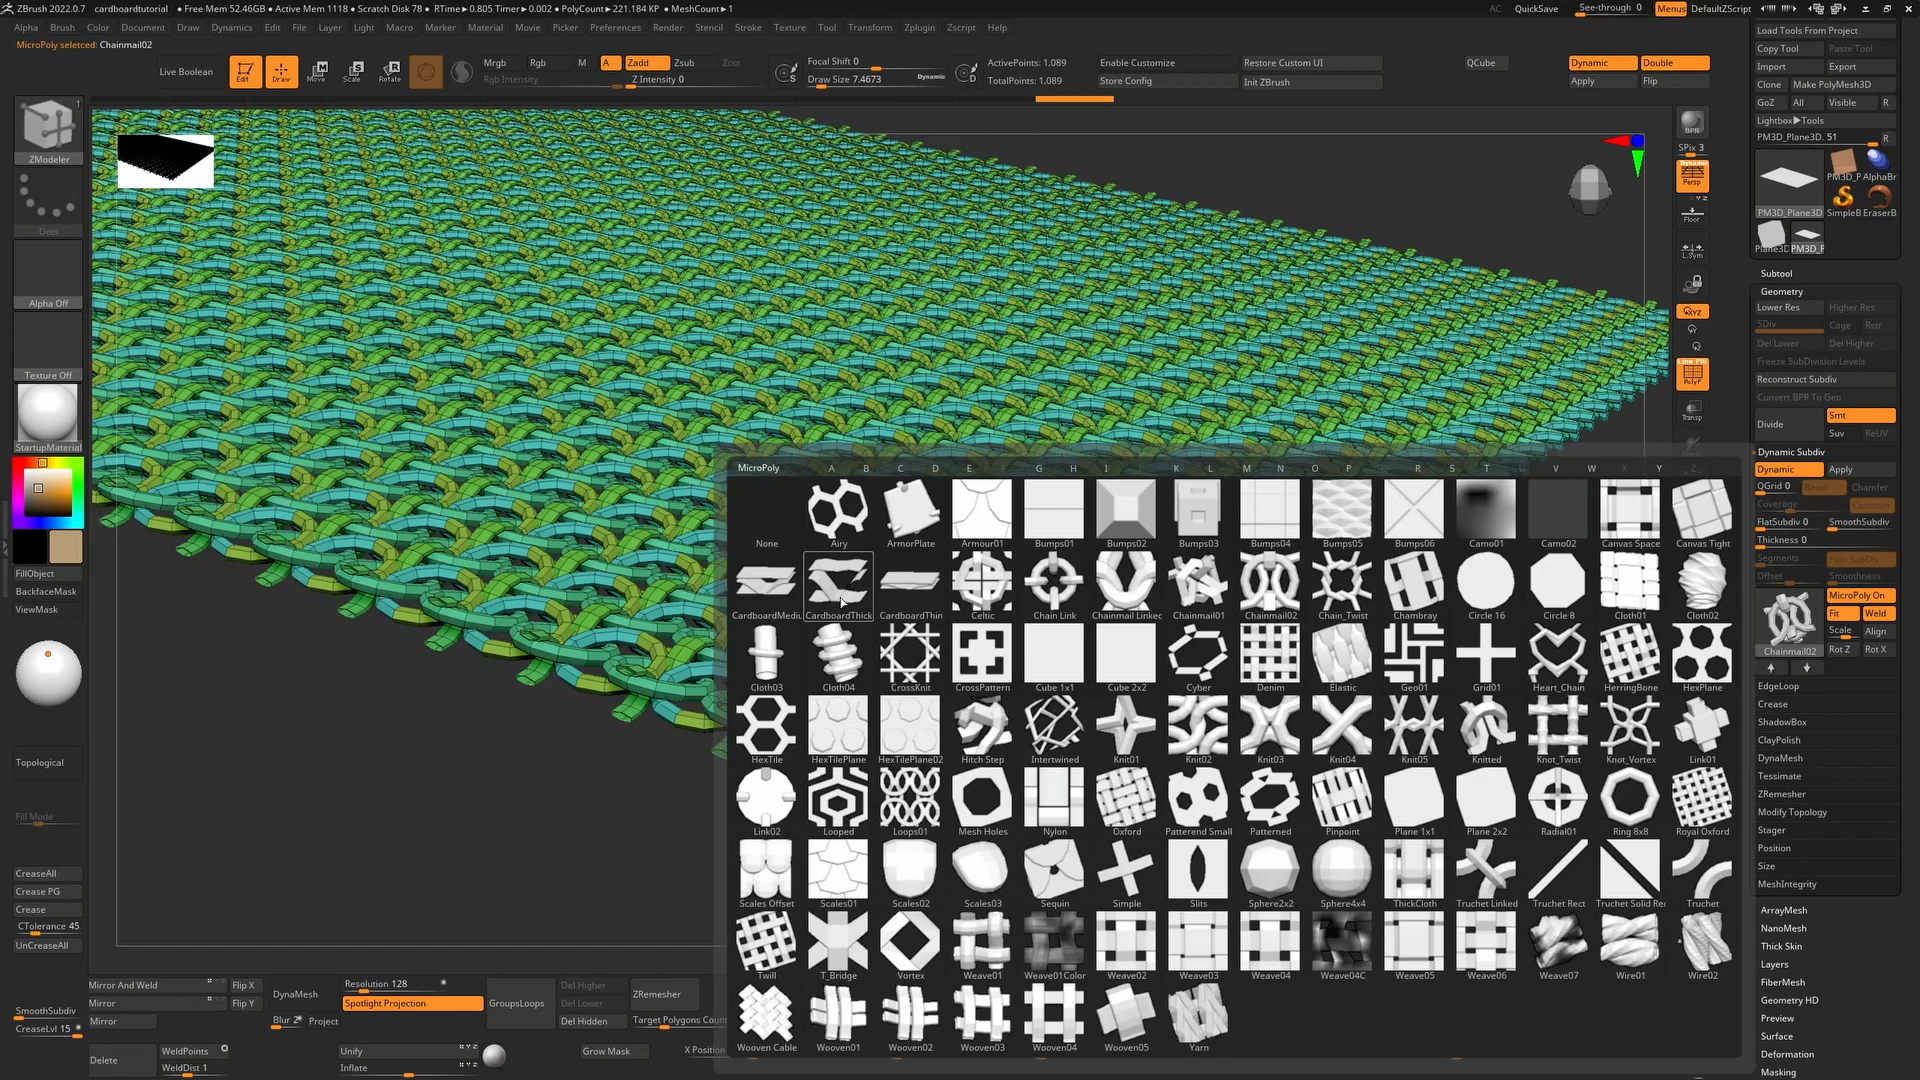 ZBrush 2022.0.7 cardboardtutorial • Free Mem 52.46GB • Active Mem 1118 • Scratch Disk 78 • RTime▸0.805 Timer▸0.002 • PolyCount▸221.184 KP • MeshCount▸1 AC QuickSave See-through 0 Menus DefaultZScript
Alpha Brush Color Document Draw Dynamics Edit File Layer Light Macro Marker Material Movie Picker Preferences Render Stencil Stroke Texture Tool Transform Zplugin Zscript Help
MicroPoly seletced: Chainmail02
Live Boolean Edit Draw Move Scale Rotate
Mrgb Rgb M A Zadd Zsub Zcut
Rgb Intensity Z Intensity 0
Focal Shift 0
Draw Size 7.4673 Dynamic
ActivePoints: 1,089
TotalPoints: 1,089
Enable Customize Restore Custom UI QCube Dynamic Double
Store Config Init ZBrush Apply Flip
1
ZModeler
Dots
Alpha Off
Texture Off
StartupMaterial
FillObject
BackfaceMask
ViewMask
Topological
Fill Mode
CreaseAll
Crease PG
Crease
CTolerance 45
UnCreaseAll
SmoothSubdiv
CreaseLvl 15
BPR
SPix 3
Dynamic
Persp
Floor
L.Sym
XYZ
Line Fill
PolyF
Transp
MicroPoly A B C D E G H I K L M N O P R S T V W Y
None Airy ArmorPlate Armour01 Bumps01 Bumps02 Bumps03 Bumps04 Bumps05 Bumps06 Camo01 Camo02 Canvas Space Canvas Tight
CardboardMediu CardboardThick CardboardThin Celtic Chain Link Chainmail Linked Chainmail01 Chainmail02 Chain_Twist Chambray Circle 16 Circle 8 Cloth01 Cloth02
Cloth03 Cloth04 CrossKnit CrossPattern Cube 1x1 Cube 2x2 Cyber Denim Elastic Geo01 Grid01 Heart_Chain HerringBone HexPlane
HexTile HexTilePlane HexTilePlane02 Hitch Step Intertwined Knit01 Knit02 Knit03 Knit04 Knit05 Knitted Knot_Twist Knot_Vortex Link01
Link02 Looped Loops01 Mesh Holes Nylon Oxford Patterend Small Patterned Pinpoint Plane 1x1 Plane 2x2 Radial01 Ring 8x8 Royal Oxford
Scales Offset Scales01 Scales02 Scales03 Sequin Simple Slits Sphere2x2 Sphere4x4 ThickCloth Truchet Linked Truchet Rect Truchet Solid Rec Truchet
Twill T_Bridge Vortex Weave01 Weave01Color Weave02 Weave03 Weave04 Weave04C Weave05 Weave06 Weave07 Wire01 Wire02
Wooven Cable Wooven01 Wooven02 Wooven03 Wooven04 Wooven05 Yarn
Mirror And Weld Flip X
Mirror Flip Y
Mirror
DynaMesh
Resolution 128
Spotlight Projection
Blur 2 Project
GroupsLoops
Del Higher
Del Lower
Del Hidden
ZRemesher
Target Polygons Count
Delete
WeldPoints
WeldDist 1
Unify
Inflate
Grow Mask
X Position
Load Tools From Project
Copy Tool Paste Tool
Import Export
Clone Make PolyMesh3D
GoZ All Visible R
Lightbox▶Tools
PM3D_Plane3D. 51 R
PM3D_Plane3D PM3D_P AlphaBr
SimpleB EraserB
Plane3D PM3D_P
Subtool
Geometry
Lower Res Higher Res
SDiv Cage Rstr
Del Lower Del Higher
Freeze SubDivision Levels
Reconstruct Subdiv
Convert BPR To Geo
Divide Smt
Suv ReUV
Dynamic Subdiv
Dynamic Apply
QGrid 0 Bevel Chamfer
Coverage Constant
FlatSubdiv 0 SmoothSubdiv
Thickness 0
Segments Post SubDiv
Offset Smoothness
MicroPoly On
Fit Weld
Scale Align
Chainmail02 Rot Z Rot X
EdgeLoop
Crease
ShadowBox
ClayPolish
DynaMesh
Tessimate
ZRemesher
Modify Topology
Stager
Position
Size
MeshIntegrity
ArrayMesh
NanoMesh
Thick Skin
Layers
FiberMesh
Geometry HD
Preview
Surface
Deformation
Masking